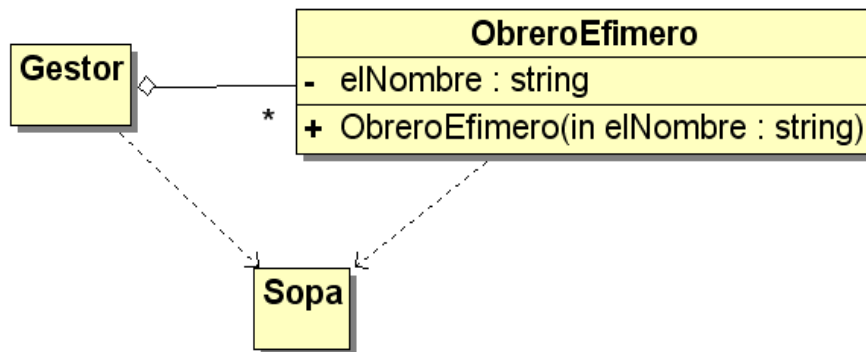 ObreroEfimero
Gestor
- elNombre : string
*
+ ObreroEfimero(in elNombre : string)
Sopa